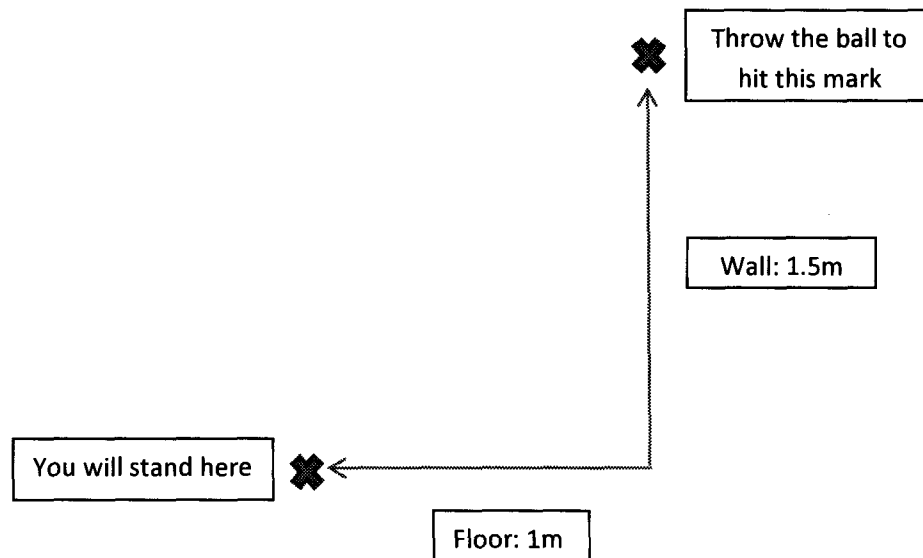 Throw the ball to
hit this mark
Wall: 1.5m
You will stand here
Floor: 1m